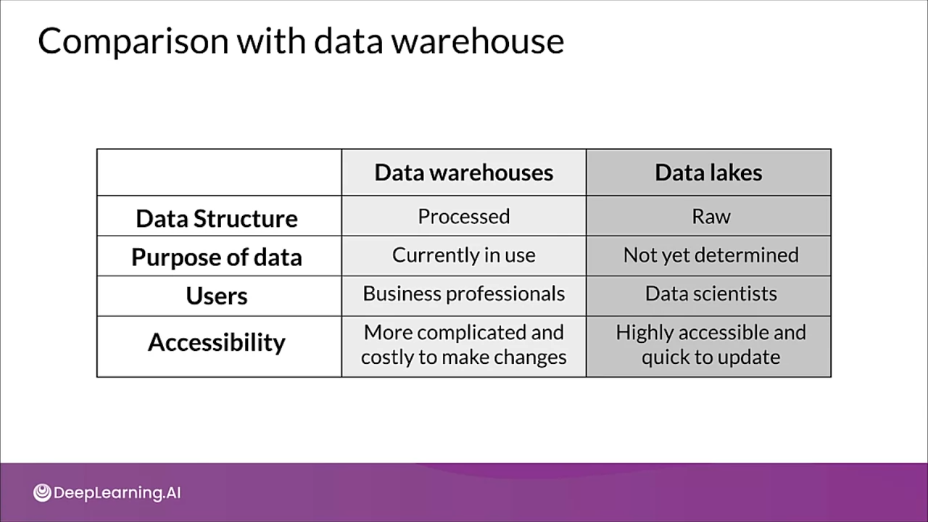 Comparison with data warehouse
Data warehouses
Data lakes
Data Structure
Processed
Raw
Purpose of data
Currently in use
Not yet determined
Users
Business professionals
Data scientists
Accessibility
More complicated and
costly to make changes
Highly accessible and
quick to update
DeepLearning.AI